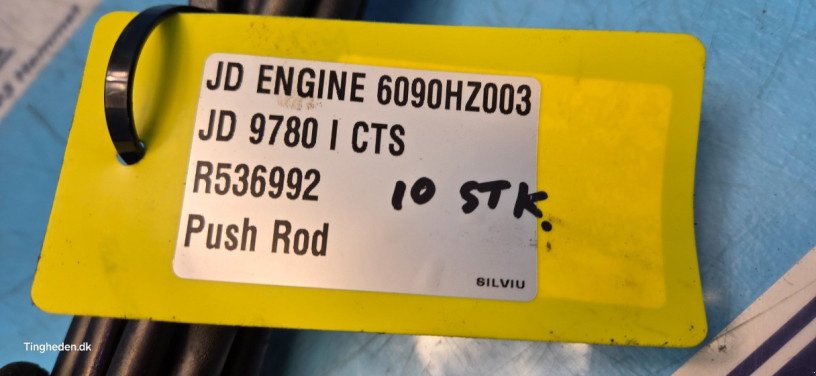 JD ENGINE 6090HZ003
JD 9780 I CTS
R536992
10 STK.
Push Rod
SILVIU
Tingheden.dk